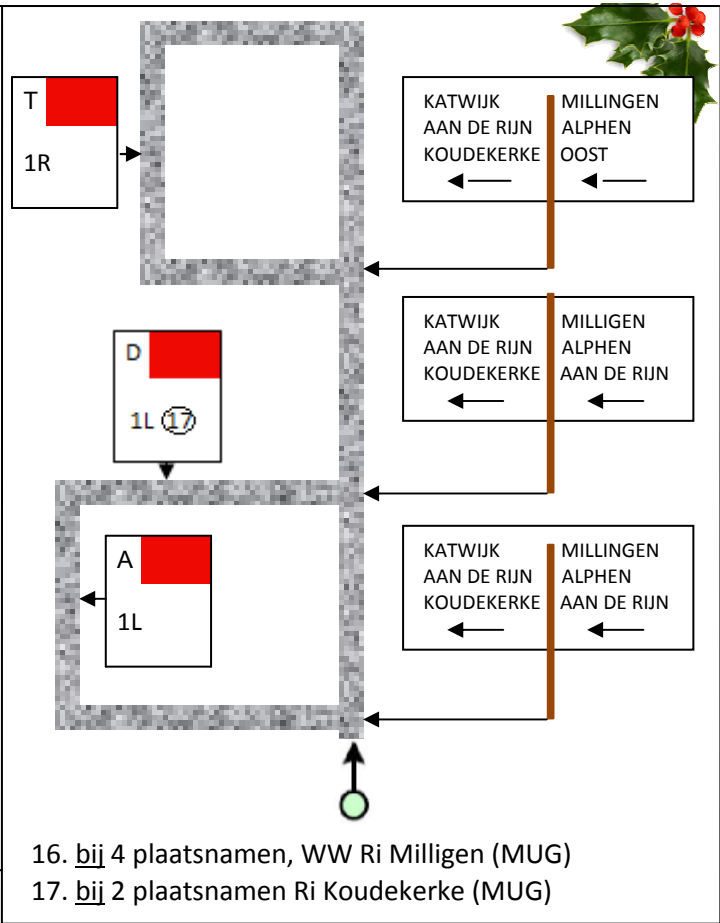 T
1R
KATWIJK
AAN DE RIJN
KOUDEKERKE
MILLINGEN
ALPHEN
OOST
D
1L 17
KATWIJK
AAN DE RIJN
KOUDEKERKE
MILLIGEN
ALPHEN
AAN DE RIJN
A
1L
KATWIJK
AAN DE RIJN
KOUDEKERKE
MILLINGEN
ALPHEN
AAN DE RIJN
16. bij 4 plaatsnamen, WW Ri Milligen (MUG)
17. bij 2 plaatsnamen Ri Koudekerke (MUG)